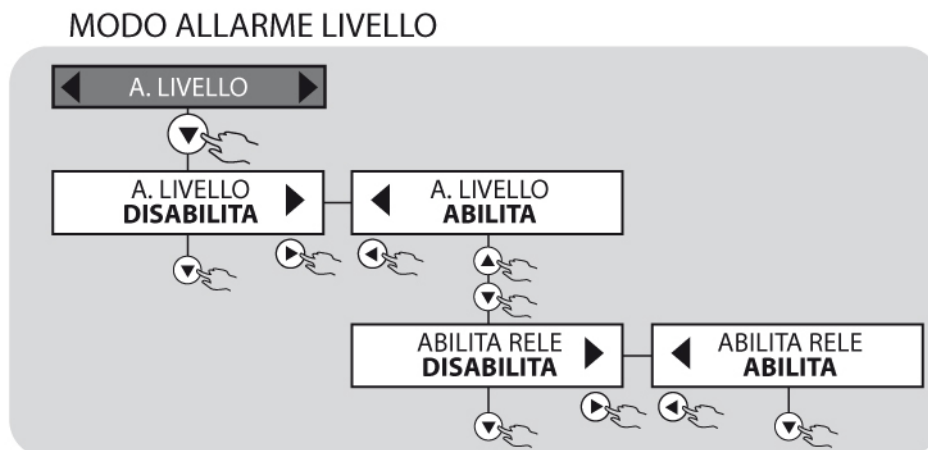 MODO ALLARME LIVELLO
A. LIVELLO
A. LIVELLO
DISABILITA
A. LIVELLO
ABILITA
ABILITA RELE
DISABILITA
ABILITA RELE
ABILITA